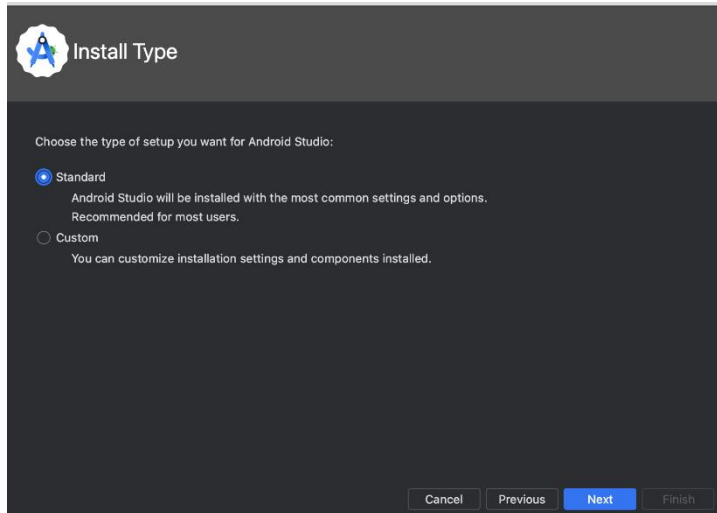 Install Type
Choose the type of setup you want for Android Studio:
Standard
Android Studio will be installed with the most common settings and options.
Recommended for most users.
Custom
You can customize installation settings and components installed.
Cancel Previous Next Finish